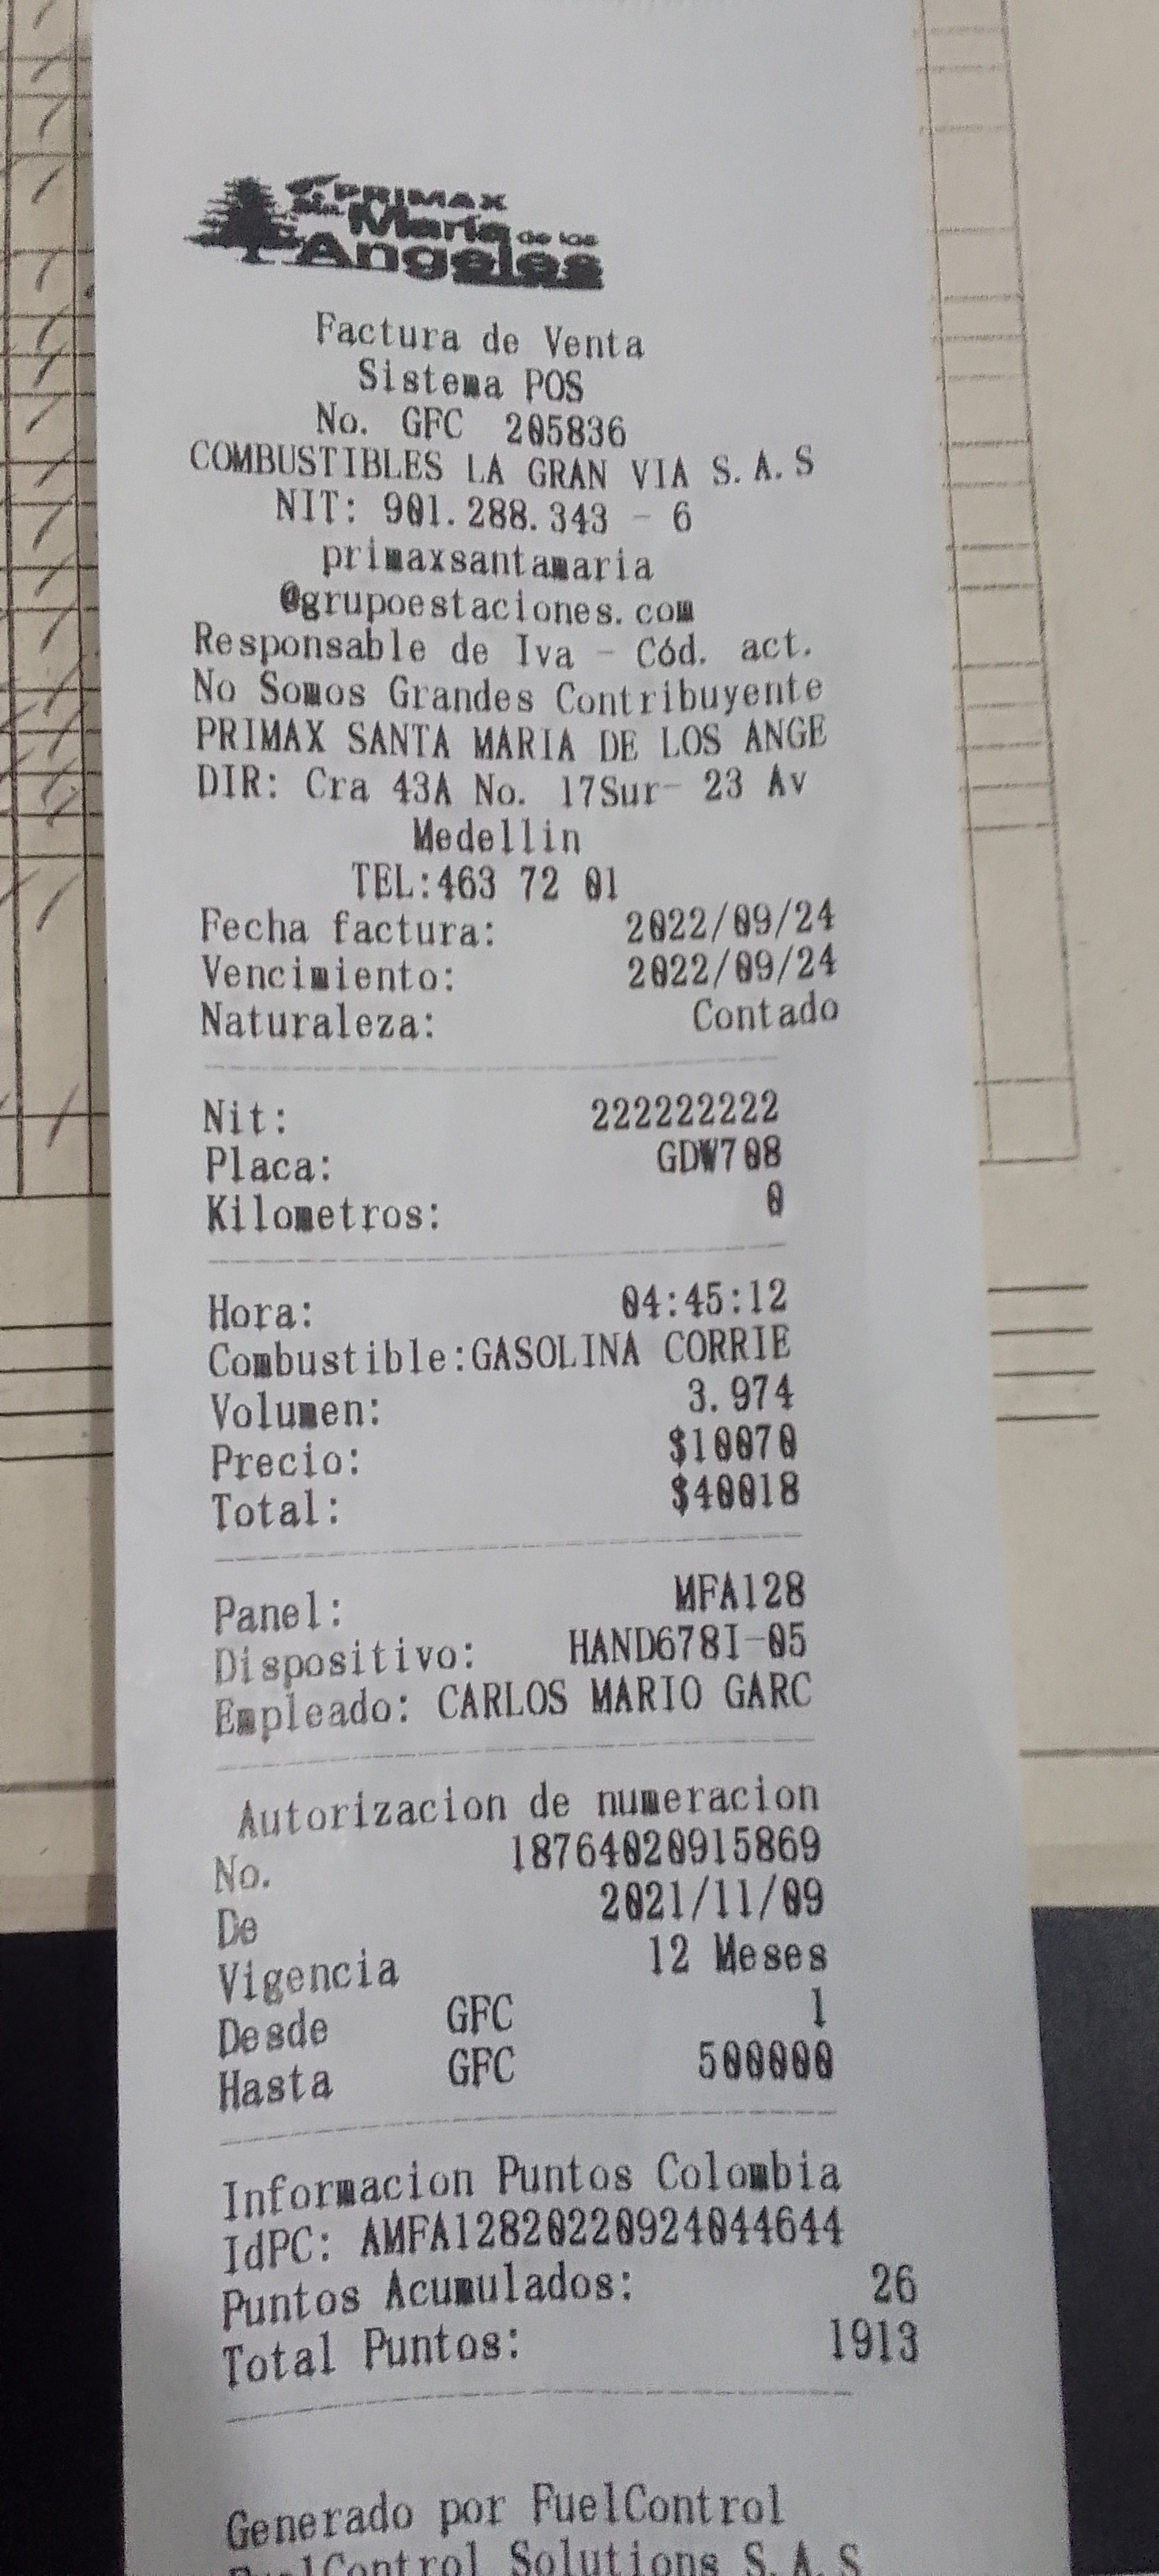 PRIMAX
Sta. María de los
Angeles
Factura de Venta
Sistema POS
No. GFC 205836
COMBUSTIBLES LA GRAN VIA S.A.S
NIT: 901.288.343 - 6
primaxsantamaria
@grupoestaciones.com
Responsable de Iva - Cód. act.
No Somos Grandes Contribuyente
PRIMAX SANTA MARIA DE LOS ANGE
DIR: Cra 43A No. 17Sur- 23 Av
Medellin
TEL:463 72 01
Fecha factura: 2022/09/24
Vencimiento: 2022/09/24
Naturaleza: Contado
Nit: 222222222
Placa: GDW708
Kilometros: 0
Hora: 04:45:12
Combustible:GASOLINA CORRIE
Volumen: 3.974
Precio: $10070
Total: $40018
Panel: MFA128
Dispositivo: HAND678I-05
Empleado: CARLOS MARIO GARC
Autorizacion de numeracion
No. 18764020915869
De 2021/11/09
Vigencia 12 Meses
Desde GFC 1
Hasta GFC 500000
Informacion Puntos Colombia
IdPC: AMFA12820220924044644
Puntos Acumulados: 26
Total Puntos: 1913
Generado por FuelControl
FuelControl Solutions S.A.S